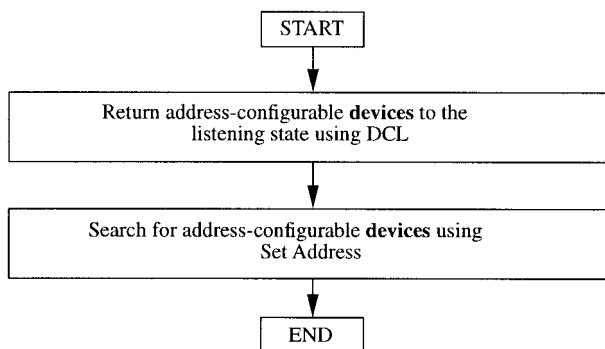 START
Return address-configurable devices to the
listening state using DCL
Search for address-configurable devices using
Set Address
END